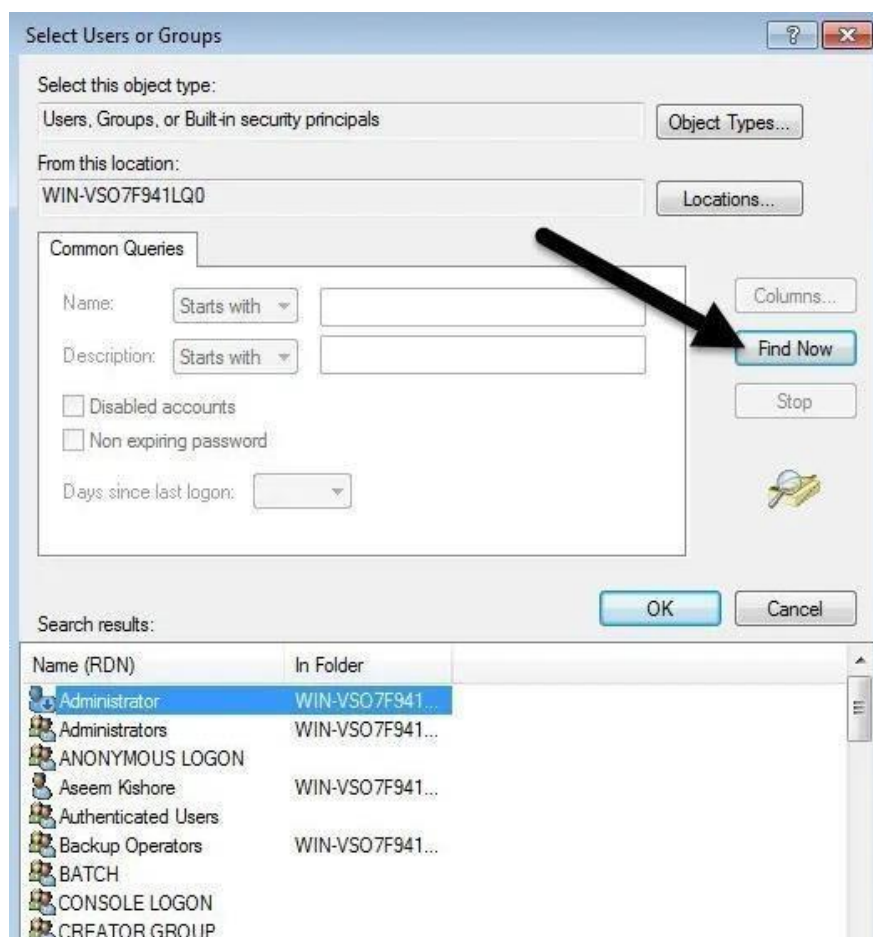 Select Users or Groups
Select this object type:
Users, Groups, or Built-in security principals
Object Types...
From this location:
WIN-VSO7F941LQ0
Locations...
Common Queries
Name:
Starts with
Columns...
Description:
Starts with
Find Now
Disabled accounts
Stop
Non expiring password
Days since last logon:
OK
Cancel
Search results:
Name (RDN)
In Folder
Administrator
WIN-VSO7F941...
Administrators
WIN-VSO7F941...
ANONYMOUS LOGON
Aseem Kishore
WIN-VSO7F941...
Authenticated Users
Backup Operators
WIN-VSO7F941...
BATCH
CONSOLE LOGON
CREATOR GROUP